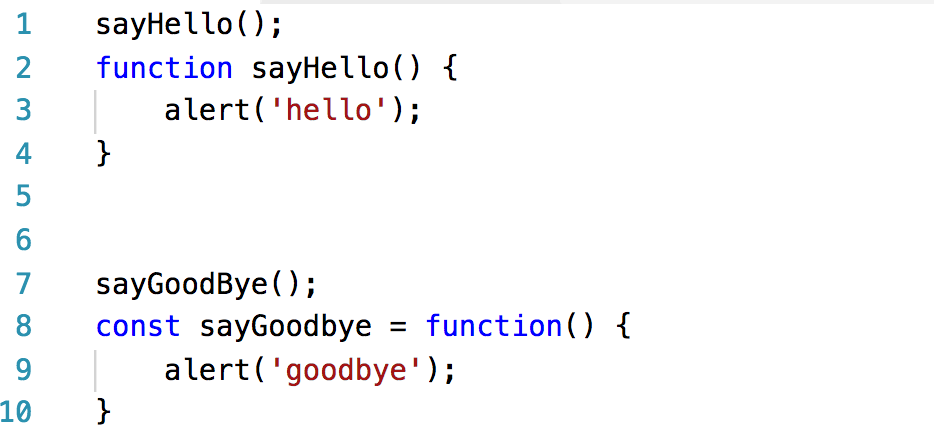 1 sayHello();
2 function sayHello() {
3 alert('hello');
4 }
5
6
7 sayGoodBye();
8 const sayGoodbye = function() {
9 alert('goodbye');
10 }